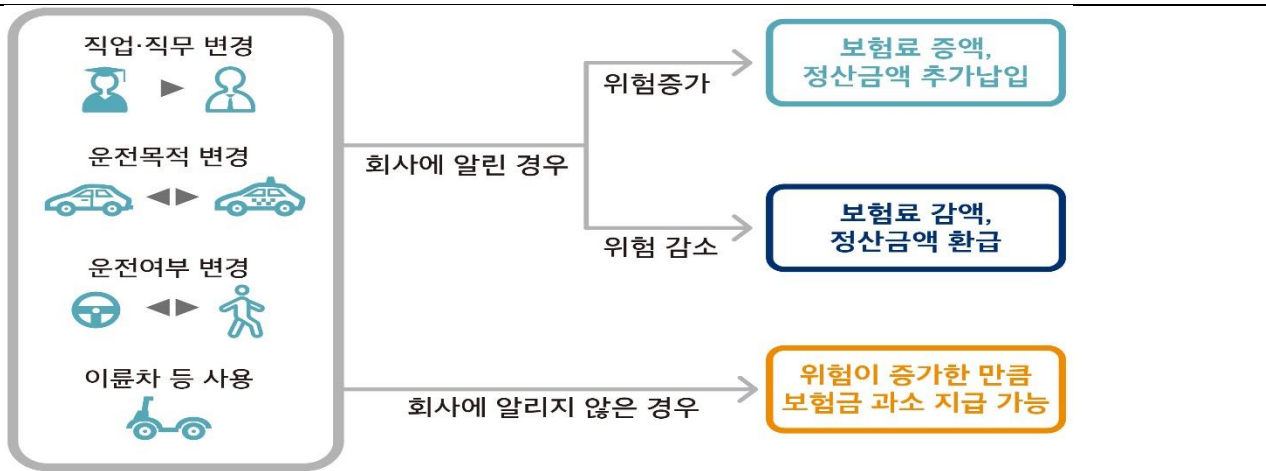 직업·직무 변경
운전목적 변경
운전여부 변경
이륜차 등 사용
회사에 알린 경우
위험증가
보험료 증액,
정산금액 추가납입
위험 감소
보험료 감액,
정산금액 환급
회사에 알리지 않은 경우
위험이 증가한 만큼
보험금 과소 지급 가능